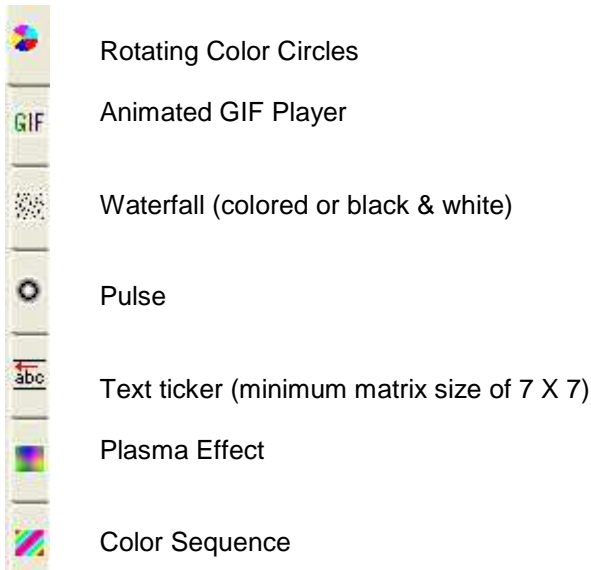 Rotating Color Circles
GIF
Animated GIF Player
Waterfall (colored or black & white)
Pulse
abc
Text ticker (minimum matrix size of 7 X 7)
Plasma Effect
Color Sequence